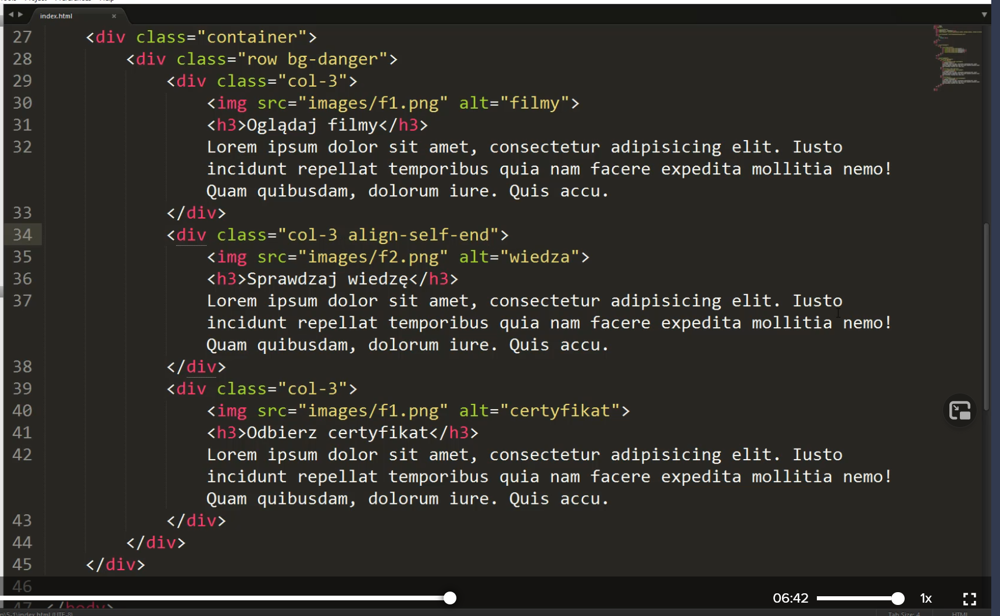 index.html ×
27 <div class="container">
28 <div class="row bg-danger">
29 <div class="col-3">
30 <img src="images/f1.png" alt="filmy">
31 <h3>Oglądaj filmy</h3>
32 Lorem ipsum dolor sit amet, consectetur adipisicing elit. Iusto
incidunt repellat temporibus quia nam facere expedita mollitia nemo!
Quam quibusdam, dolorum iure. Quis accu.
33 </div>
34 <div class="col-3 align-self-end">
35 <img src="images/f2.png" alt="wiedza">
36 <h3>Sprawdzaj wiedzę</h3>
37 Lorem ipsum dolor sit amet, consectetur adipisicing elit. Iusto
incidunt repellat temporibus quia nam facere expedita mollitia nemo!
Quam quibusdam, dolorum iure. Quis accu.
38 </div>
39 <div class="col-3">
40 <img src="images/f1.png" alt="certyfikat">
41 <h3>Odbierz certyfikat</h3>
42 Lorem ipsum dolor sit amet, consectetur adipisicing elit. Iusto
incidunt repellat temporibus quia nam facere expedita mollitia nemo!
Quam quibusdam, dolorum iure. Quis accu.
43 </div>
44 </div>
45 </div>
46
47 </body>
06:42 1x